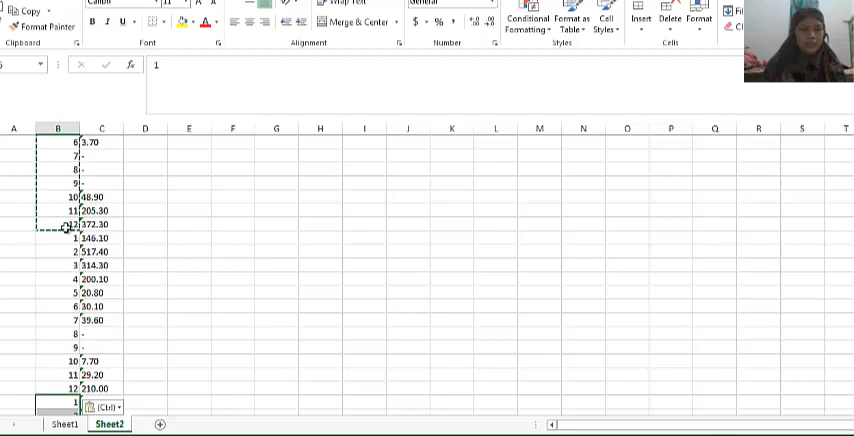 Copy
Format Painter
Clipboard
Calibri
11
A A
B I U
Font
Alignment
Wrap Text
Merge & Center
General
$ % ,
Number
Conditional Formatting
Format as Table
Cell Styles
Styles
Insert
Delete
Format
Cells
Fil
Cl
fx
1
A B C D E F G H I J K L M N O P Q R S T
6 3.70
7 -
8 -
9 -
10 48.90
11 205.30
12 372.30
1 146.10
2 517.40
3 314.30
4 200.10
5 20.80
6 30.10
7 39.60
8 -
9 -
10 7.70
11 29.20
12 210.00
1
(Ctrl)
Sheet1
Sheet2